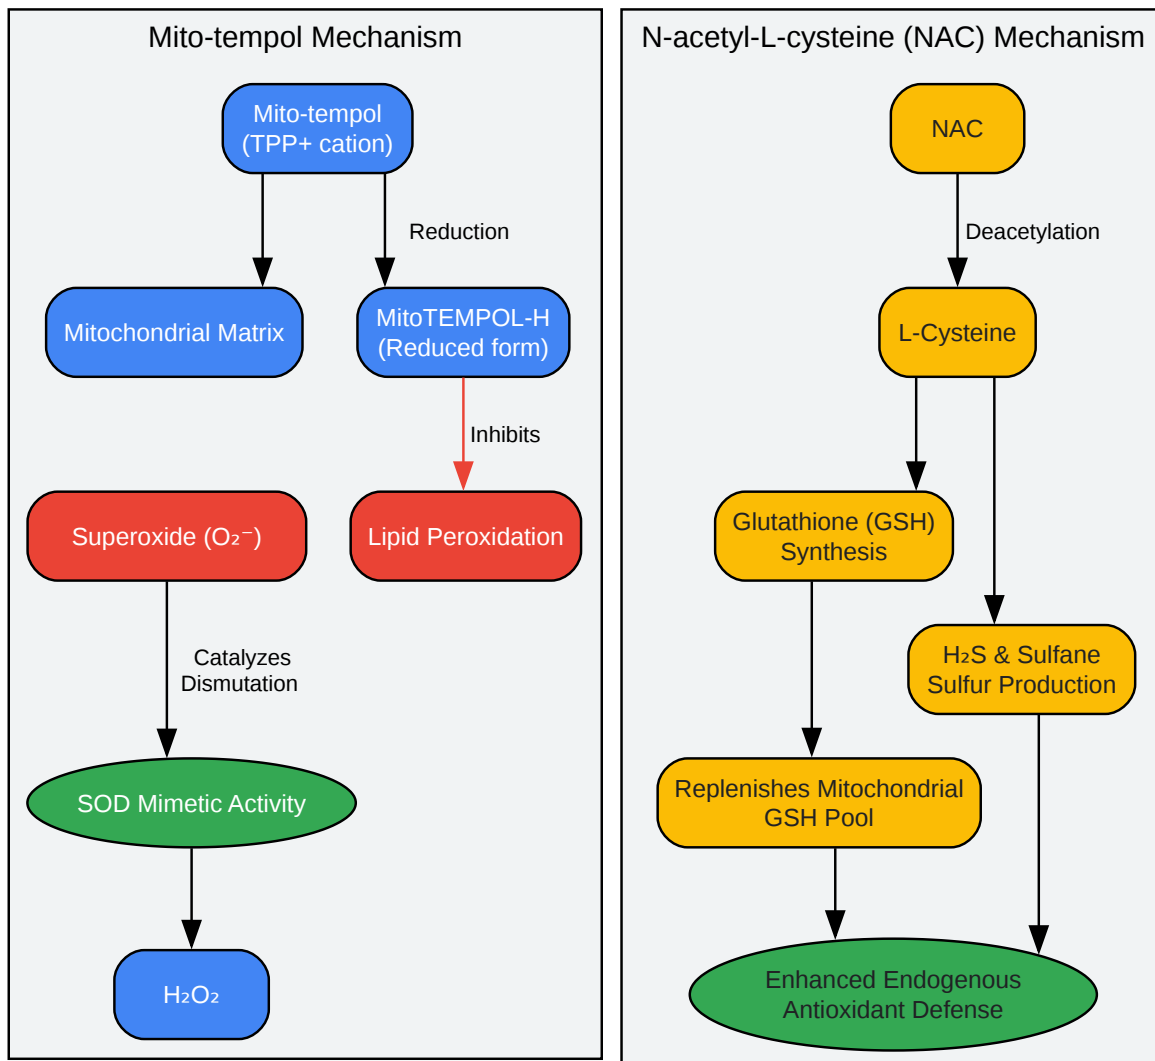 Mito-tempol Mechanism
Mito-tempol
(TPP+ cation)
Reduction
Mitochondrial Matrix
MitoTEMPOL-H
(Reduced form)
Inhibits
Superoxide (O₂⁻)
Lipid Peroxidation
Catalyzes
Dismutation
SOD Mimetic Activity
H₂O₂
N-acetyl-L-cysteine (NAC) Mechanism
NAC
Deacetylation
L-Cysteine
Glutathione (GSH)
Synthesis
H₂S & Sulfane
Sulfur Production
Replenishes Mitochondrial
GSH Pool
Enhanced Endogenous
Antioxidant Defense